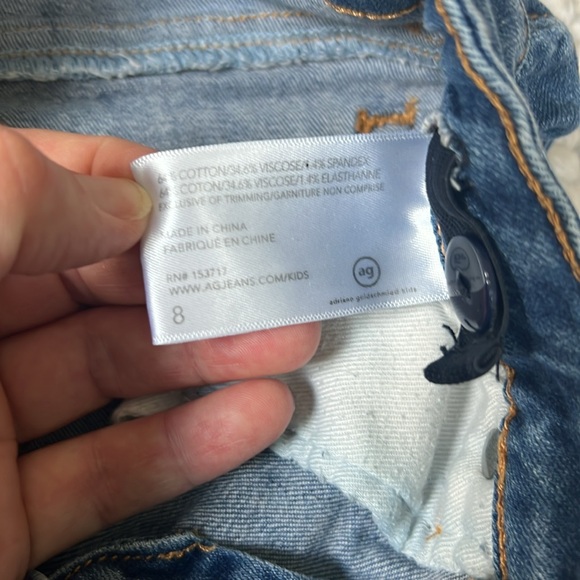 64% COTTON/34.6% VISCOSE/1.4% SPANDEX
64% COTON/34.6% VISCOSE/1.4% ELASTHANNE
EXCLUSIVE OF TRIMMING/GARNITURE NON COMPRISE
MADE IN CHINA
FABRIQUÉ EN CHINE
RN# 153717
WWW.AGJEANS.COM/KIDS
8
ag
adriano goldschmied kids